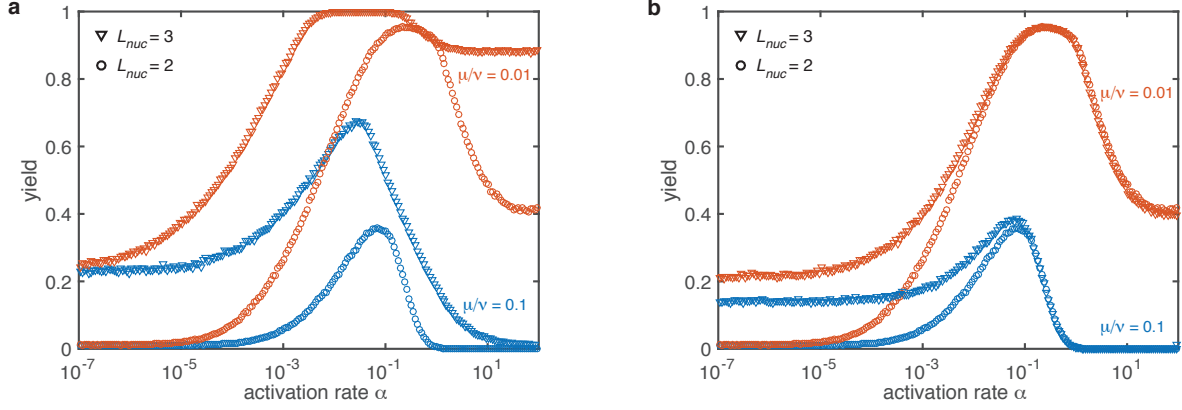 a
1
0.8
0.6
0.4
0.2
0
yield
▽ L_nuc = 3
○ L_nuc = 2
μ/ν = 0.01
μ/ν = 0.1
10^-7 10^-5 10^-3 10^-1 10^1
activation rate α
b
1
0.8
0.6
0.4
0.2
0
yield
▽ L_nuc = 3
○ L_nuc = 2
μ/ν = 0.01
μ/ν = 0.1
10^-7 10^-5 10^-3 10^-1 10^1
activation rate α